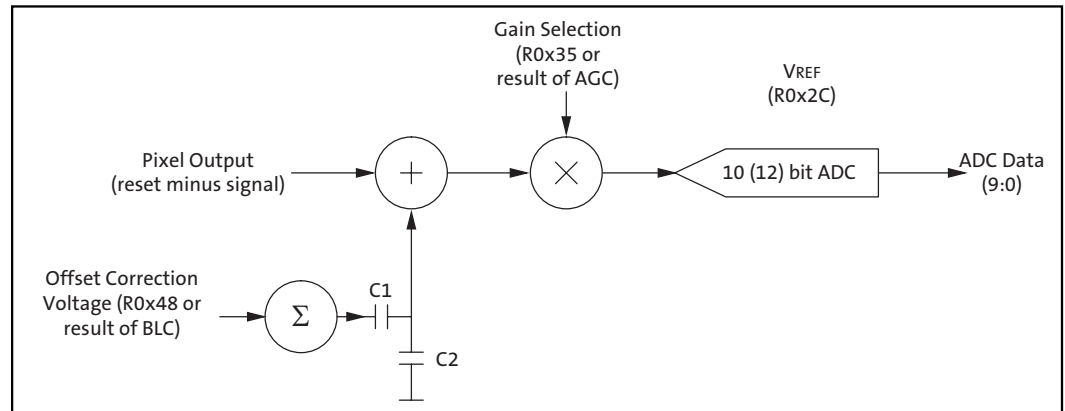 Gain Selection
(R0x35 or
result of AGC)
VREF
(R0x2C)
Pixel Output
(reset minus signal)
+
×
10 (12) bit ADC
ADC Data
(9:0)
Offset Correction
Voltage (R0x48 or
result of BLC)
Σ
C1
C2